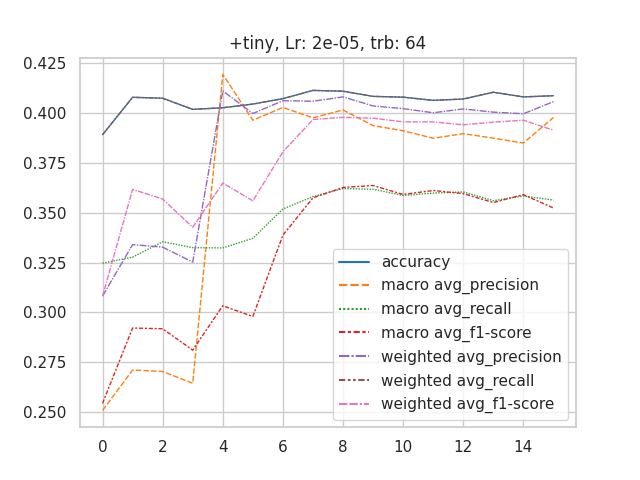 +tiny, Lr: 2e-05, trb: 64
0.425
0.400
0.375
0.350
0.325
0.300
0.275
0.250
0 2 4 6 8 10 12 14
accuracy
macro avg_precision
macro avg_recall
macro avg_f1-score
weighted avg_precision
weighted avg_recall
weighted avg_f1-score